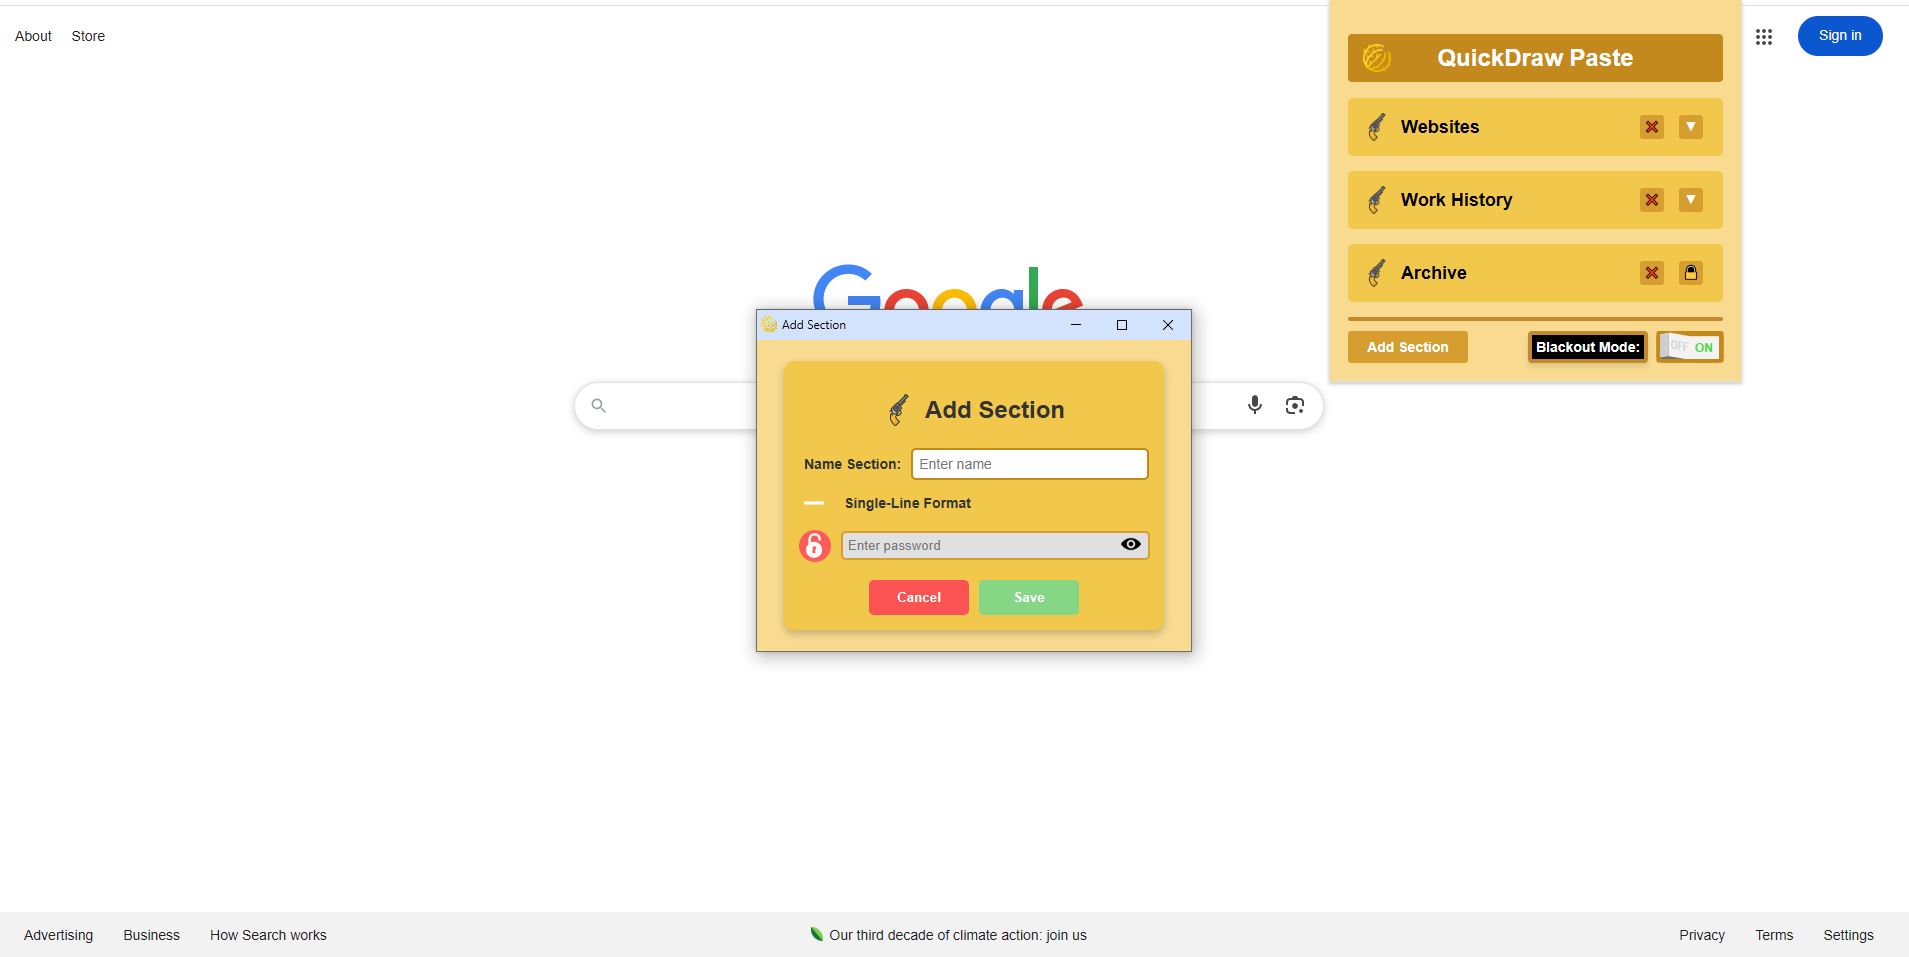 About Store
Sign in
QuickDraw Paste
Websites
Work History
Archive
Add Section
Blackout Mode:
OFF ON
Google
Add Section
Add Section
Name Section: Enter name
Single-Line Format
Enter password
Cancel Save
Advertising Business How Search works
Our third decade of climate action: join us
Privacy Terms Settings